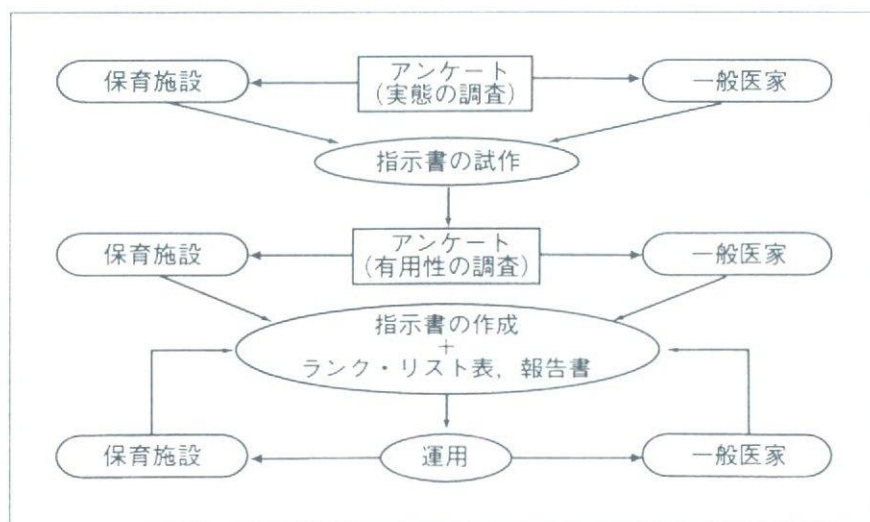 保育施設
アンケート
(実態の調査)
一般医家
指示書の試作
保育施設
アンケート
(有用性の調査)
一般医家
指示書の作成
+
ランク・リスト表，報告書
保育施設
運用
一般医家